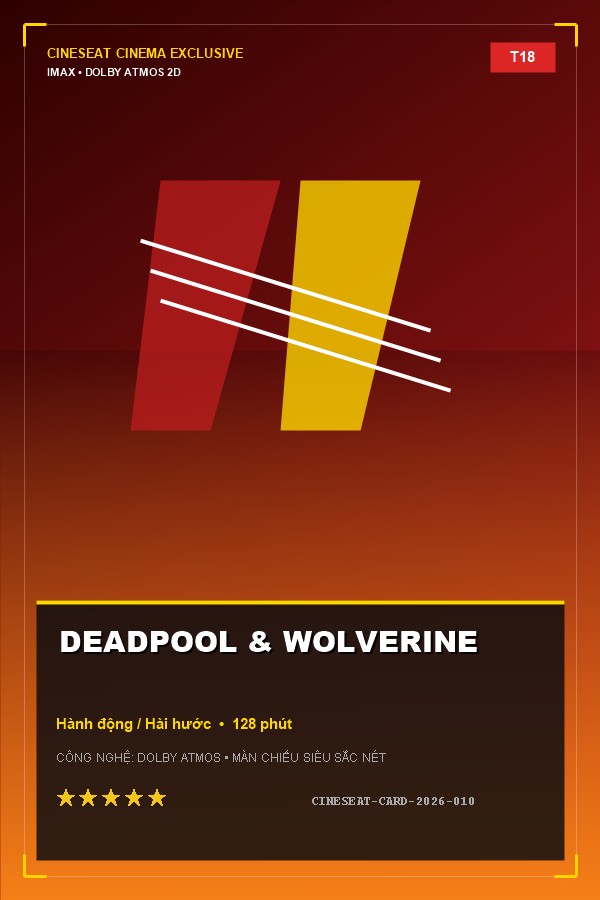 CINESEAT CINEMA EXCLUSIVE
IMAX • DOLBY ATMOS 2D
T18
DEADPOOL & WOLVERINE
Hành động / Hài hước • 128 phút
CÔNG NGHỆ: DOLBY ATMOS • MÀN CHIẾU SIÊU SẮC NÉT
CINESEAT-CARD-2026-010